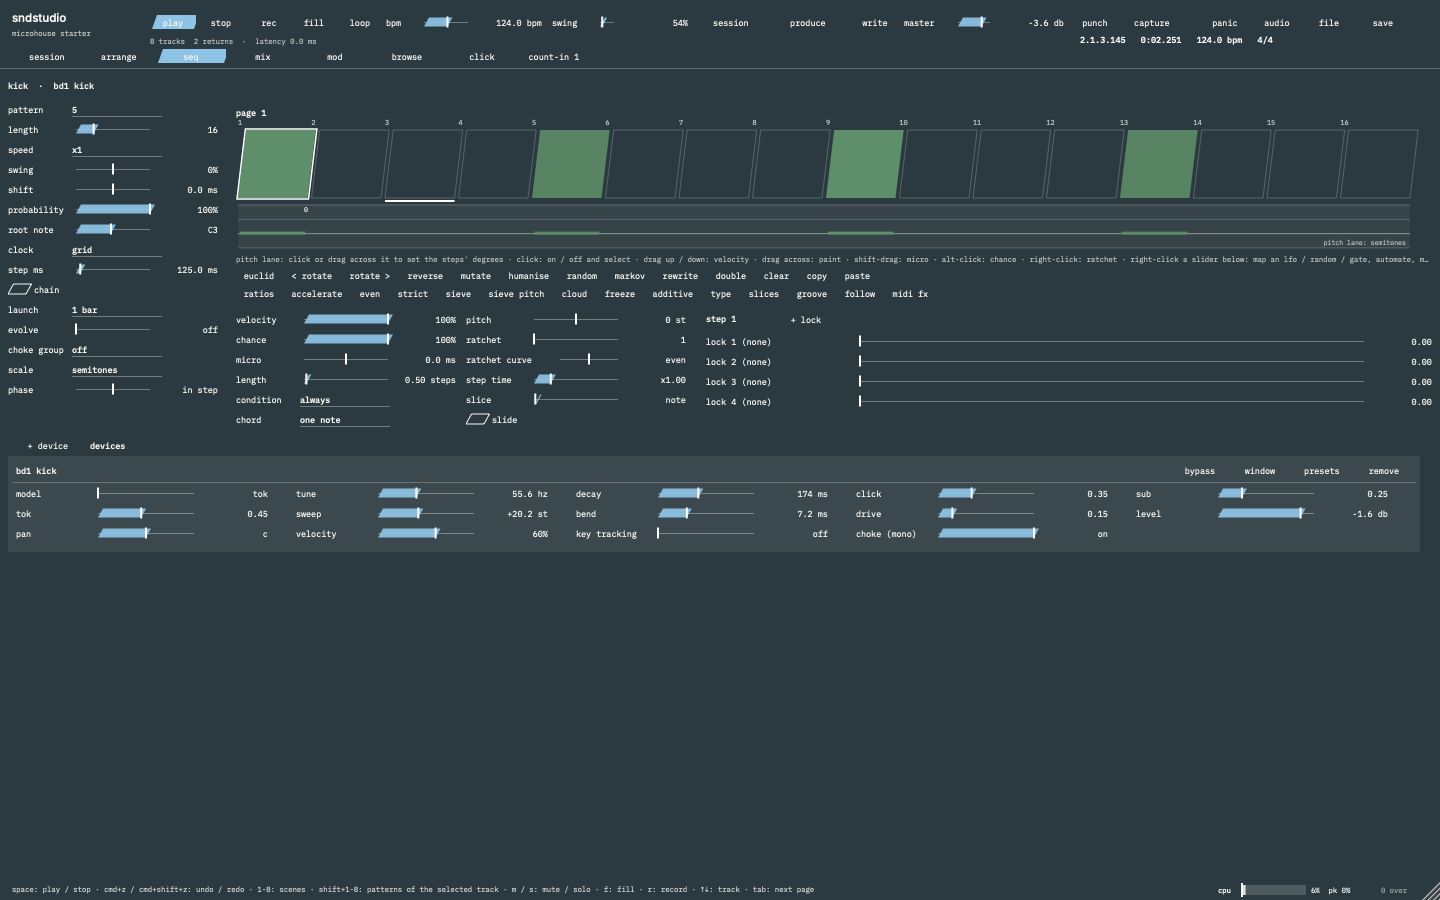 sndstudio
microhouse starter
play stop rec fill loop bpm 124.0 bpm swing 54% session produce write master -3.6 db punch capture panic audio file save
8 tracks 2 returns · latency 0.0 ms
2.1.3.145 0:02.251 124.0 bpm 4/4
session arrange seq mix mod browse click count-in 1
kick · bd1 kick
pattern 5
length 16
speed x1
swing 0%
shift 0.0 ms
probability 100%
root note C3
clock grid
step ms 125.0 ms
chain
launch 1 bar
evolve off
choke group off
scale semitones
phase in step
page 1
1 2 3 4 5 6 7 8 9 10 11 12 13 14 15 16
0
pitch lane: semitones
pitch lane: click or drag across it to set the steps' degrees · click: on / off and select · drag up / down: velocity · drag across: paint · shift-drag: micro · alt-click: chance · right-click: ratchet · right-click a slider below: map an lfo / random / gate, automate, m…
euclid < rotate rotate > reverse mutate humanise random markov rewrite double clear copy paste
ratios accelerate even strict sieve sieve pitch cloud freeze additive type slices groove follow midi fx
velocity 100% pitch 0 st step 1 + lock
chance 100% ratchet 1 lock 1 (none) 0.00
micro 0.0 ms ratchet curve even lock 2 (none) 0.00
length 0.50 steps step time x1.00 lock 3 (none) 0.00
condition always slice note lock 4 (none) 0.00
chord one note slide
+ device devices
bd1 kick bypass window presets remove
model tok tune 55.6 hz decay 174 ms click 0.35 sub 0.25
tok 0.45 sweep +20.2 st bend 7.2 ms drive 0.15 level -1.6 db
pan c velocity 60% key tracking off choke (mono) on
space: play / stop · cmd+z / cmd+shift+z: undo / redo · 1-8: scenes · shift+1-8: patterns of the selected track · m / s: mute / solo · f: fill · r: record · ↑↓: track · tab: next page
cpu 6% pk 0% 0 over